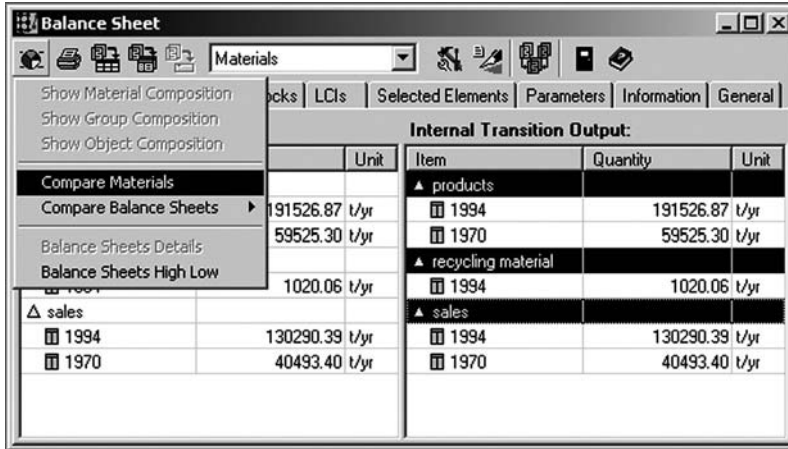 Balance Sheet
Materials
LCIs Selected Elements Parameters Information General
Show Material Composition
Show Group Composition
Show Object Composition
Compare Materials
Compare Balance Sheets
Balance Sheets Details
Balance Sheets High Low
Unit
191526.87 t/yr
59525.30 t/yr
1020.06 t/yr
sales
1994 130290.39 t/yr
1970 40493.40 t/yr
Internal Transition Output:
Item Quantity Unit
products
1994 191526.87 t/yr
1970 59525.30 t/yr
recycling material
1994 1020.06 t/yr
sales
1994 130290.39 t/yr
1970 40493.40 t/yr